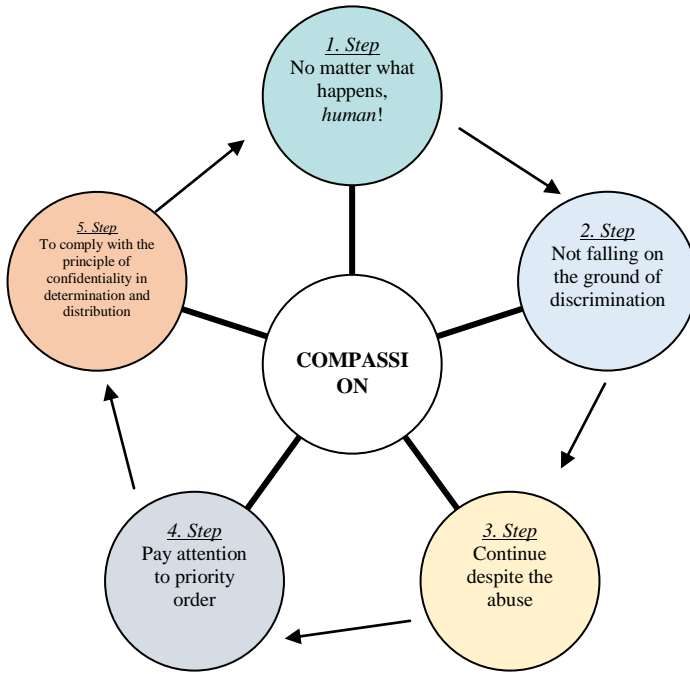 1. Step
No matter what
happens,
human!
2. Step
Not falling on
the ground of
discrimination
3. Step
Continue
despite the
abuse
4. Step
Pay attention
to priority
order
5. Step
To comply with the
principle of
confidentiality in
determination and
distribution
COMPASSI
ON